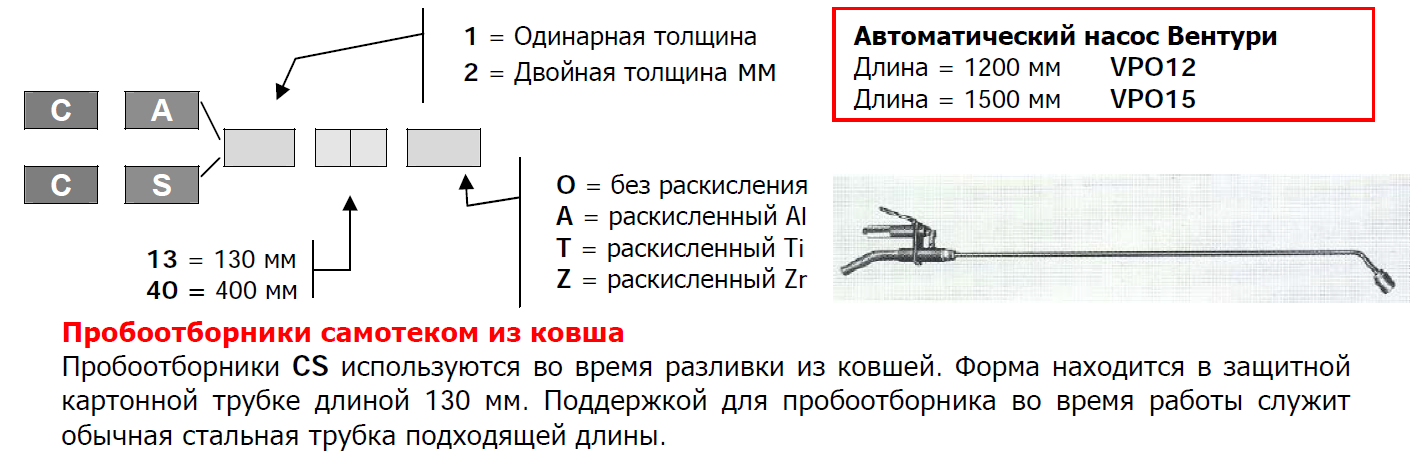 1 = Одинарная толщина
2 = Двойная толщина мм
C A
C S
13 = 130 мм
40 = 400 мм
O = без раскисления
A = раскисленный Al
T = раскисленный Ti
Z = раскисленный Zr
Автоматический насос Вентури
Длина = 1200 мм VPO12
Длина = 1500 мм VPO15
Пробоотборники самотеком из ковша
Пробоотборники CS используются во время разливки из ковшей. Форма находится в защитной
картонной трубке длиной 130 мм. Поддержкой для пробоотборника во время работы служит
обычная стальная трубка подходящей длины.